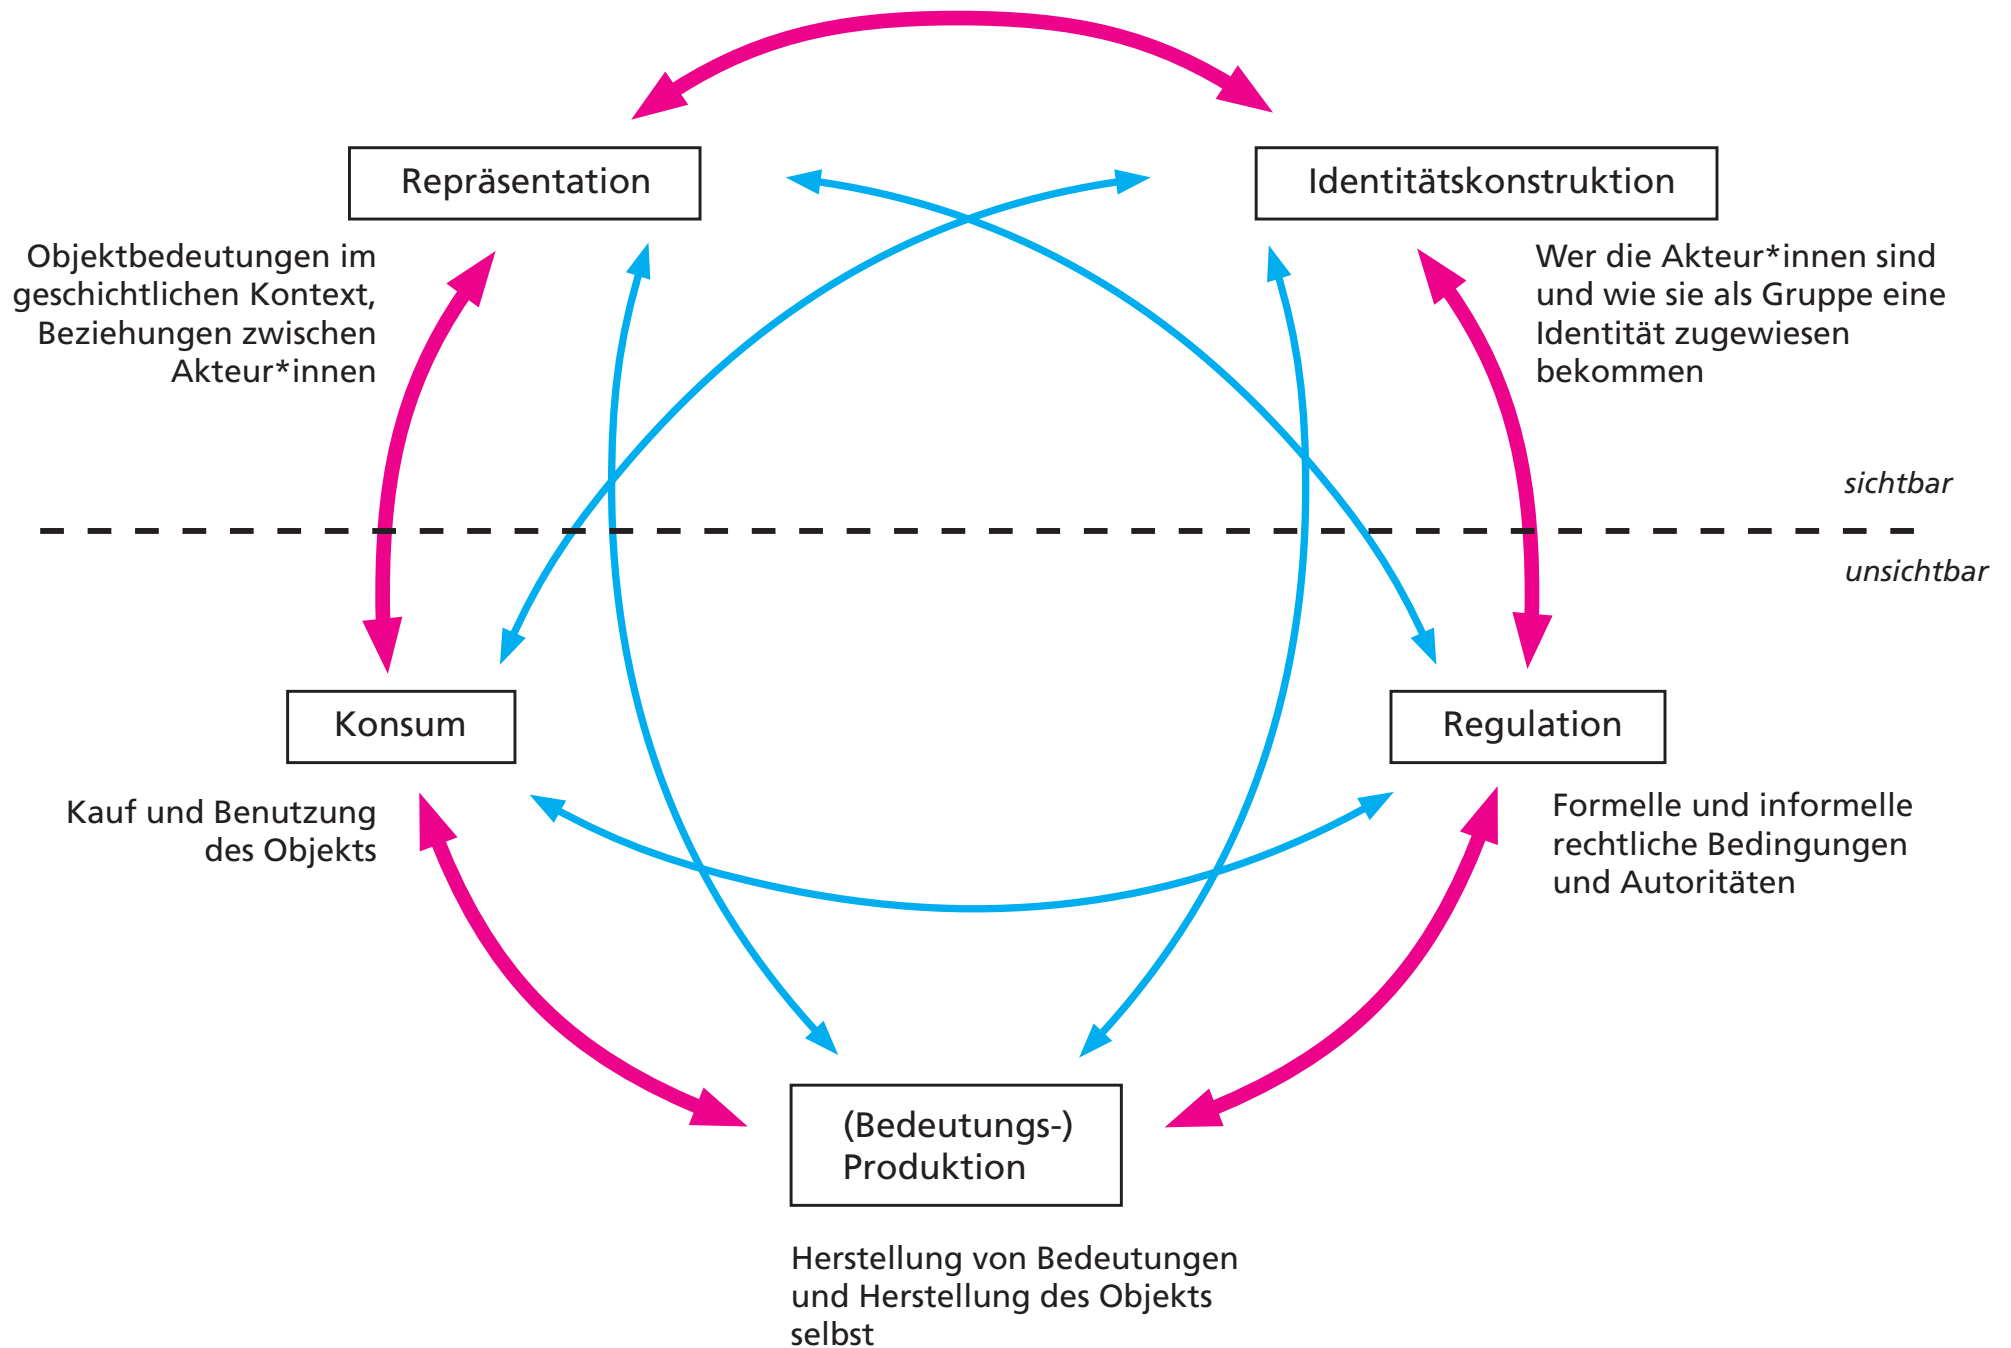 Repräsentation
Identitätskonstruktion
Objektbedeutungen im
geschichtlichen Kontext,
Beziehungen zwischen
Akteur*innen
Wer die Akteur*innen sind
und wie sie als Gruppe eine
Identität zugewiesen
bekommen
sichtbar
unsichtbar
Konsum
Regulation
Kauf und Benutzung
des Objekts
Formelle und informelle
rechtliche Bedingungen
und Autoritäten
(Bedeutungs-)
Produktion
Herstellung von Bedeutungen
und Herstellung des Objekts
selbst